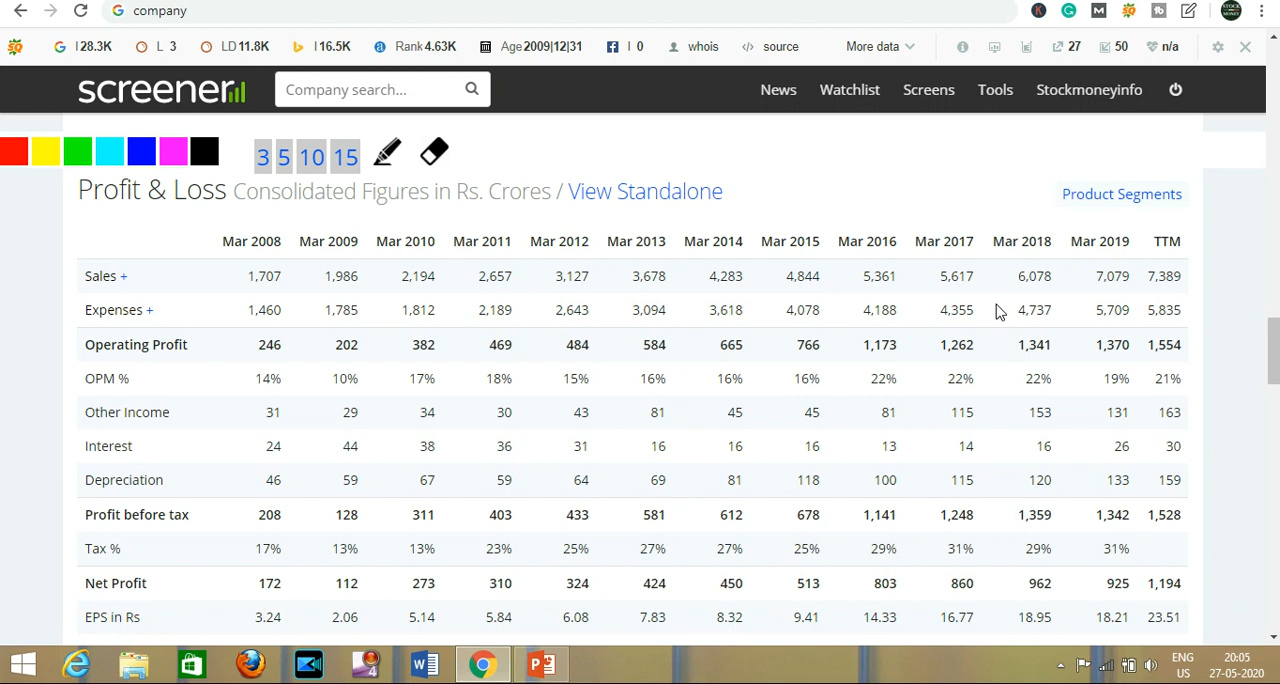 company
I 28.3K L 3 LD 11.8K I 16.5K Rank 4.63K Age 2009|12|31 I 0 whois source More data 27 50 n/a
screener Company search... News Watchlist Screens Tools Stockmoneyinfo
3 5 10 15
Profit & Loss Consolidated Figures in Rs. Crores / View Standalone Product Segments
Mar 2008 Mar 2009 Mar 2010 Mar 2011 Mar 2012 Mar 2013 Mar 2014 Mar 2015 Mar 2016 Mar 2017 Mar 2018 Mar 2019 TTM
Sales + 1,707 1,986 2,194 2,657 3,127 3,678 4,283 4,844 5,361 5,617 6,078 7,079 7,389
Expenses + 1,460 1,785 1,812 2,189 2,643 3,094 3,618 4,078 4,188 4,355 4,737 5,709 5,835
Operating Profit 246 202 382 469 484 584 665 766 1,173 1,262 1,341 1,370 1,554
OPM % 14% 10% 17% 18% 15% 16% 16% 16% 22% 22% 22% 19% 21%
Other Income 31 29 34 30 43 81 45 45 81 115 153 131 163
Interest 24 44 38 36 31 16 16 16 13 14 16 26 30
Depreciation 46 59 67 59 64 69 81 118 100 115 120 133 159
Profit before tax 208 128 311 403 433 581 612 678 1,141 1,248 1,359 1,342 1,528
Tax % 17% 13% 13% 23% 25% 27% 27% 25% 29% 31% 29% 31%
Net Profit 172 112 273 310 324 424 450 513 803 860 962 925 1,194
EPS in Rs 3.24 2.06 5.14 5.84 6.08 7.83 8.32 9.41 14.33 16.77 18.95 18.21 23.51
ENG 20:05
US 27-05-2020